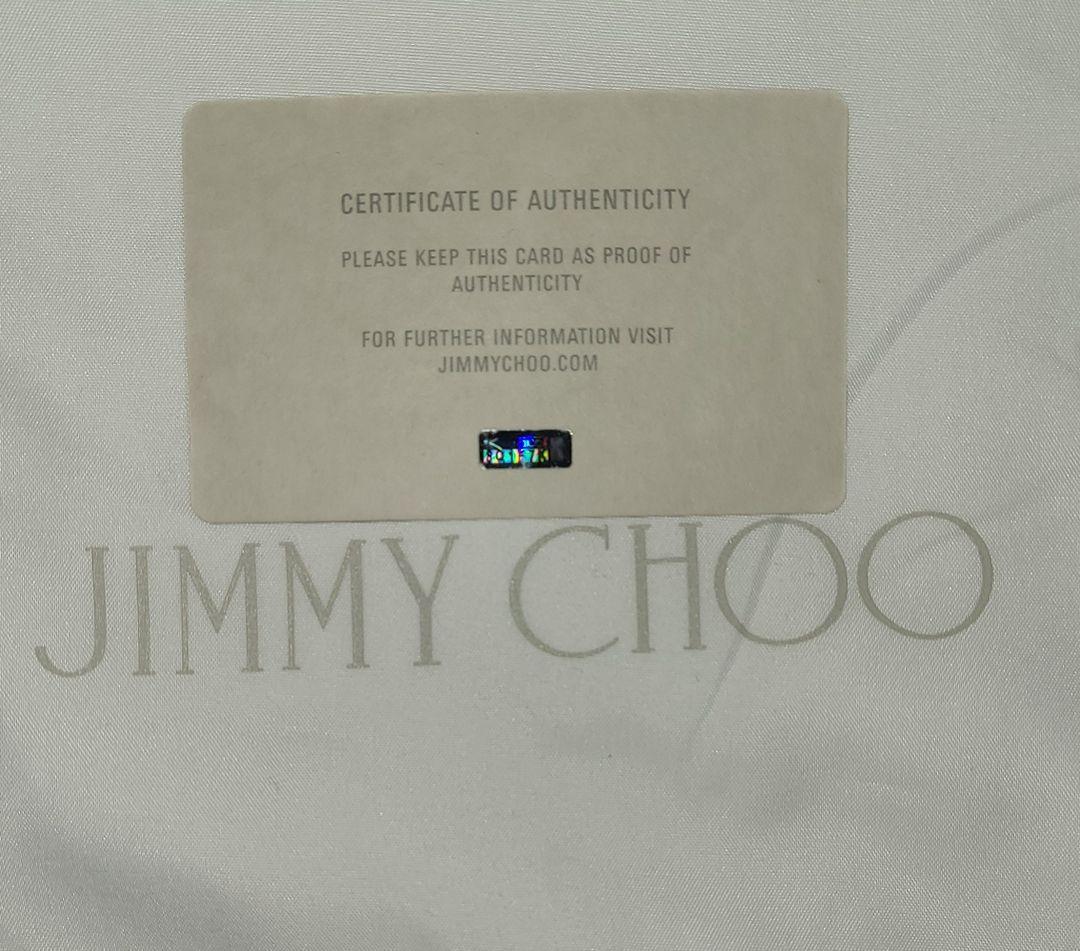 CERTIFICATE OF AUTHENTICITY
PLEASE KEEP THIS CARD AS PROOF OF
AUTHENTICITY
FOR FURTHER INFORMATION VISIT
JIMMYCHOO.COM
JIMMY CHOO